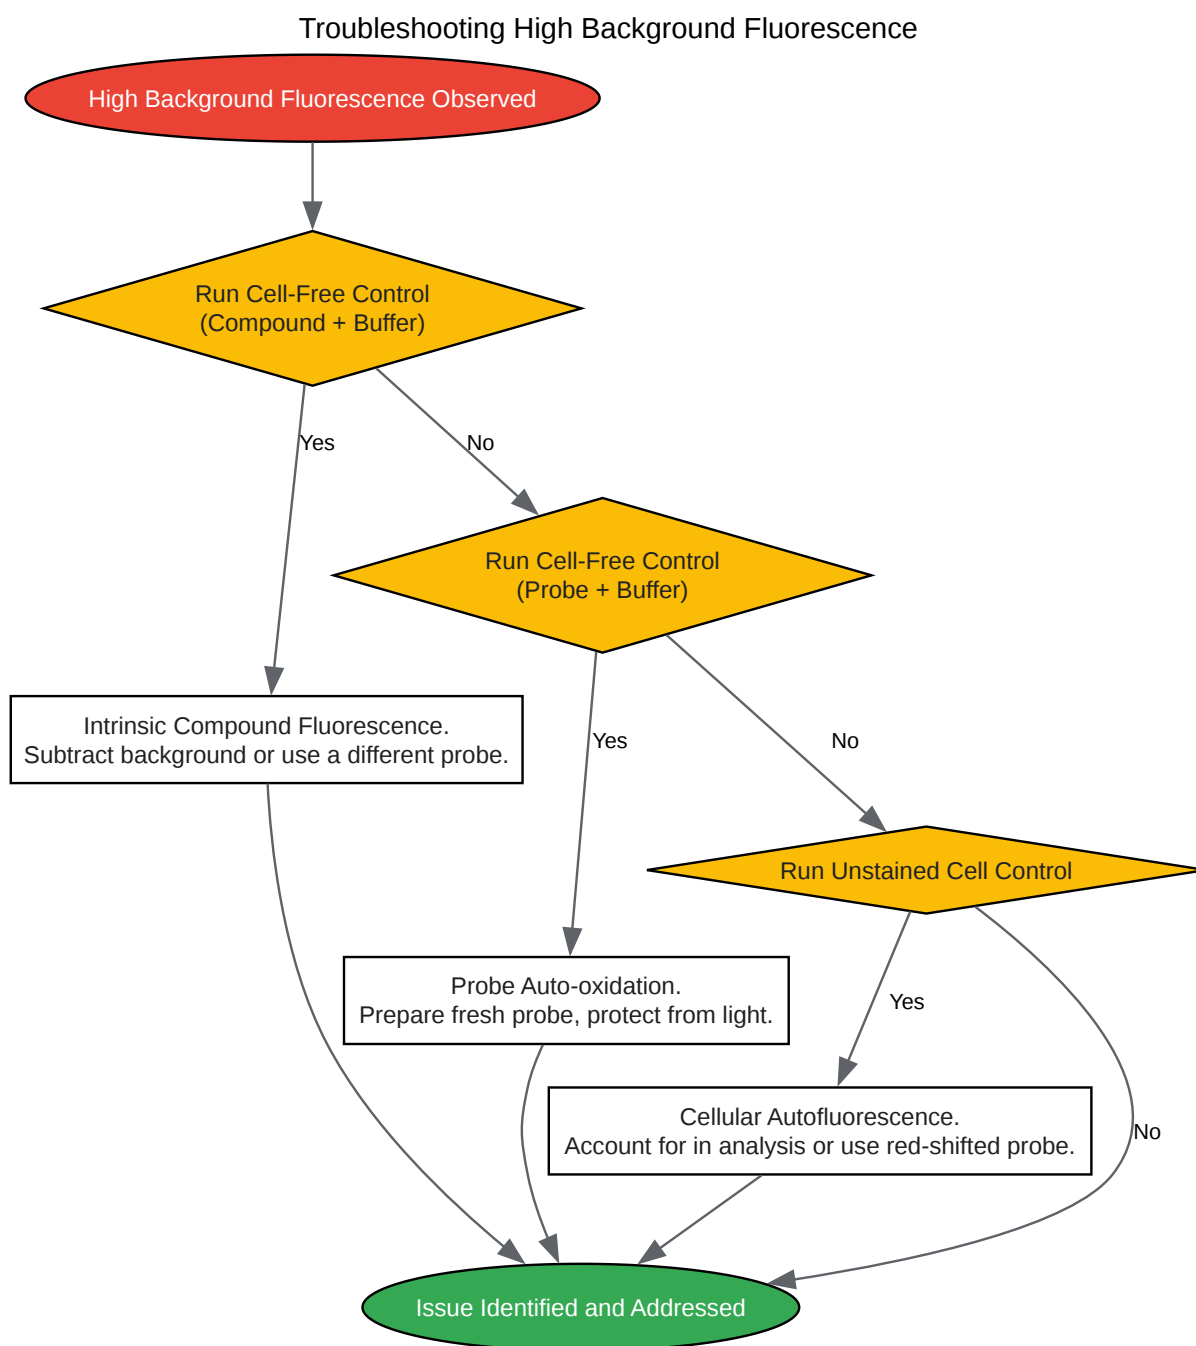 Troubleshooting High Background Fluorescence
High Background Fluorescence Observed
Run Cell-Free Control
(Compound + Buffer)
Yes
No
Run Cell-Free Control
(Probe + Buffer)
Intrinsic Compound Fluorescence.
Subtract background or use a different probe.
Yes
No
Run Unstained Cell Control
Probe Auto-oxidation.
Prepare fresh probe, protect from light.
Yes
Cellular Autofluorescence.
Account for in analysis or use red-shifted probe.
No
Issue Identified and Addressed